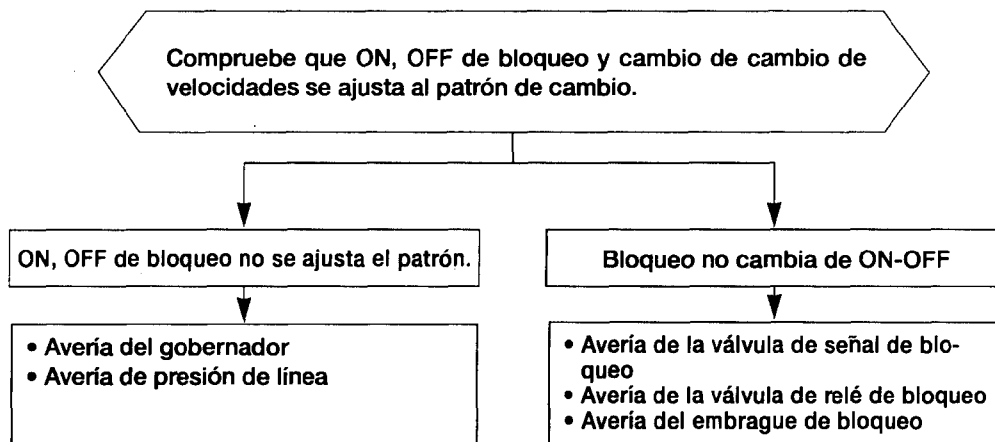 Compruebe que ON, OFF de bloqueo y cambio de cambio de
velocidades se ajusta al patrón de cambio.
ON, OFF de bloqueo no se ajusta el patrón.
Bloqueo no cambia de ON-OFF
• Avería del gobernador
• Avería de presión de línea
• Avería de la válvula de señal de blo-
queo
• Avería de la válvula de relé de bloqueo
• Avería del embrague de bloqueo